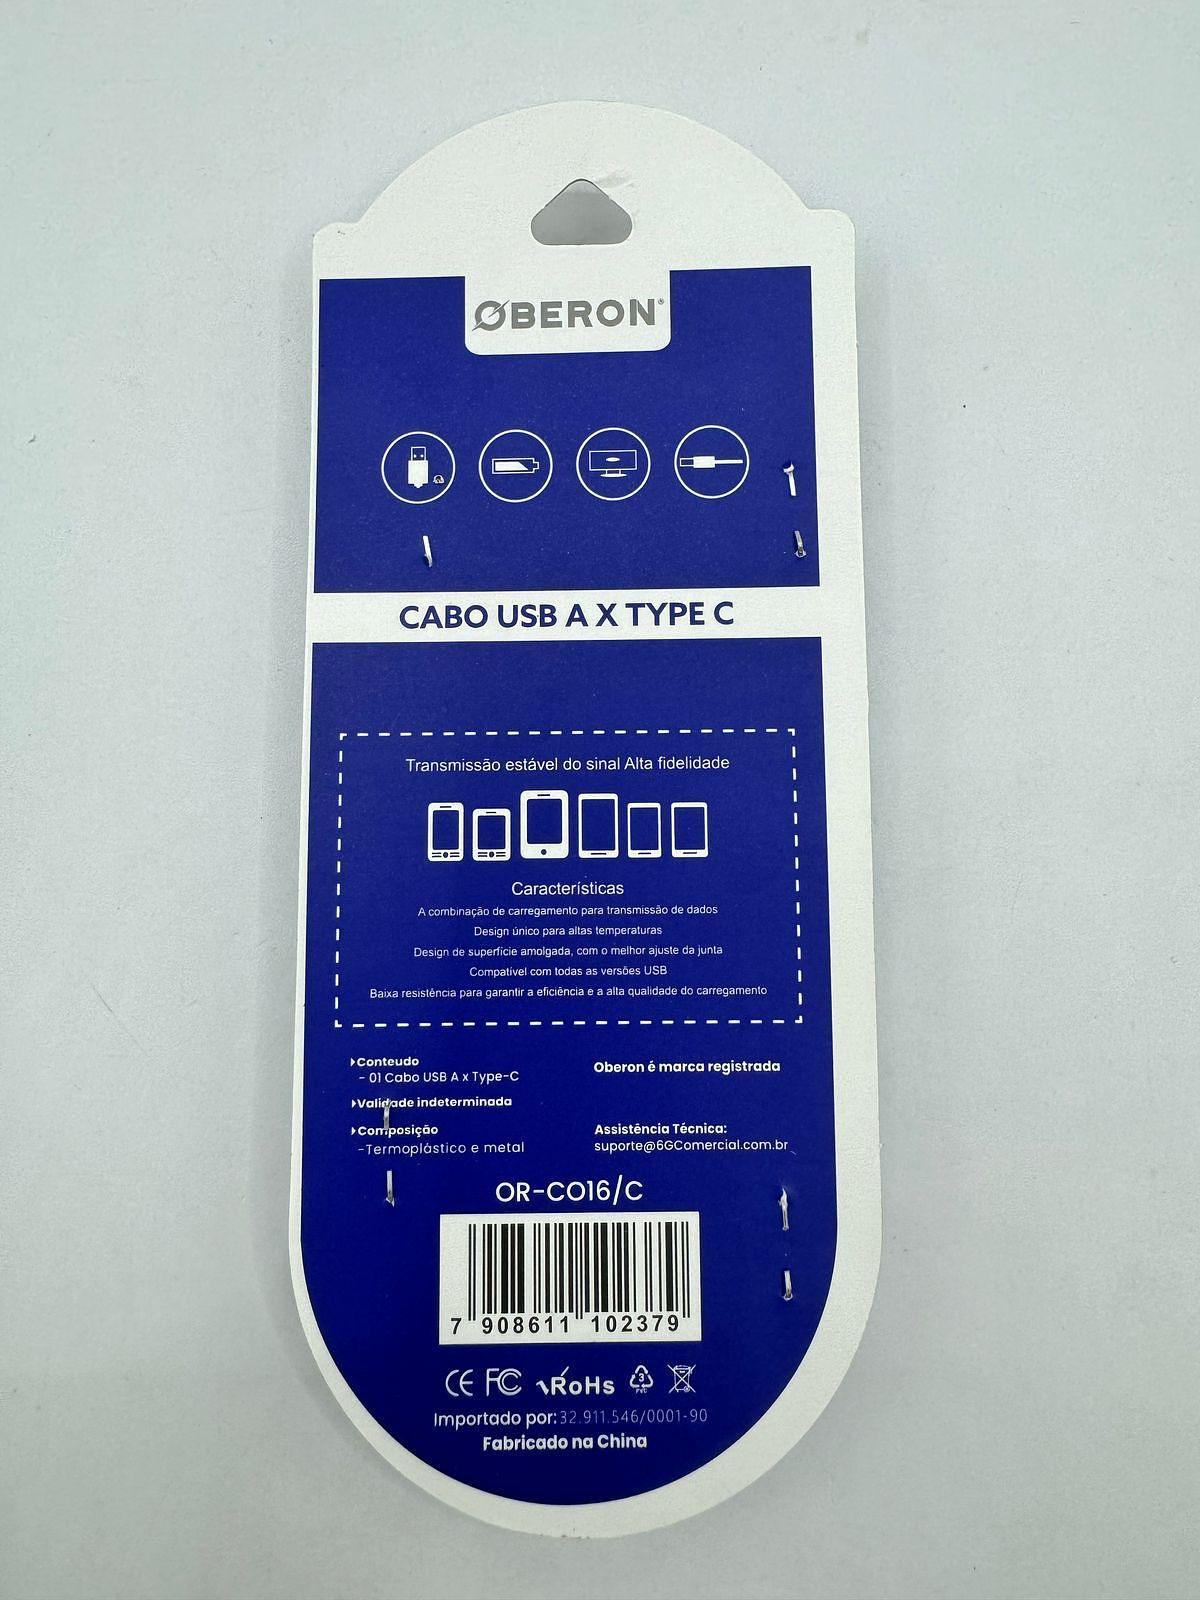 ØBERON®
CABO USB A X TYPE C
Transmissão estável do sinal Alta fidelidade
Características
A combinação de carregamento para transmissão de dados
Design único para altas temperaturas
Design de superfície amolgada, com o melhor ajuste da junta
Compatível com todas as versões USB
Baixa resistência para garantir a eficiência e a alta qualidade do carregamento
Conteudo
- 01 Cabo USB A x Type-C
Validade indeterminada
Composição
-Termoplástico e metal
Oberon é marca registrada
Assistência Técnica:
suporte@6GComercial.com.br
OR-CO16/C
7 908611 102379
CE FC RoHs 3 PVC
Importado por: 32.911.546/0001-90
Fabricado na China